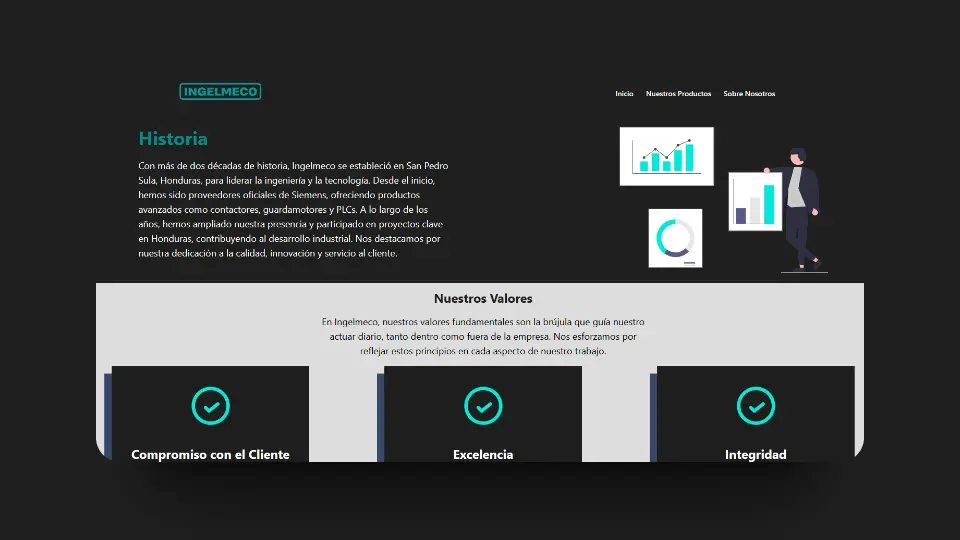 INGELMECO
Inicio Nuestros Productos Sobre Nosotros
Historia
Con más de dos décadas de historia, Ingelmeco se estableció en San Pedro
Sula, Honduras, para liderar la ingeniería y la tecnología. Desde el inicio,
hemos sido proveedores oficiales de Siemens, ofreciendo productos
avanzados como contactores, guardamotores y PLCs. A lo largo de los
años, hemos ampliado nuestra presencia y participado en proyectos clave
en Honduras, contribuyendo al desarrollo industrial. Nos destacamos por
nuestra dedicación a la calidad, innovación y servicio al cliente.
Nuestros Valores
En Ingelmeco, nuestros valores fundamentales son la brújula que guía nuestro
actuar diario, tanto dentro como fuera de la empresa. Nos esforzamos por
reflejar estos principios en cada aspecto de nuestro trabajo.
Compromiso con el Cliente
Excelencia
Integridad